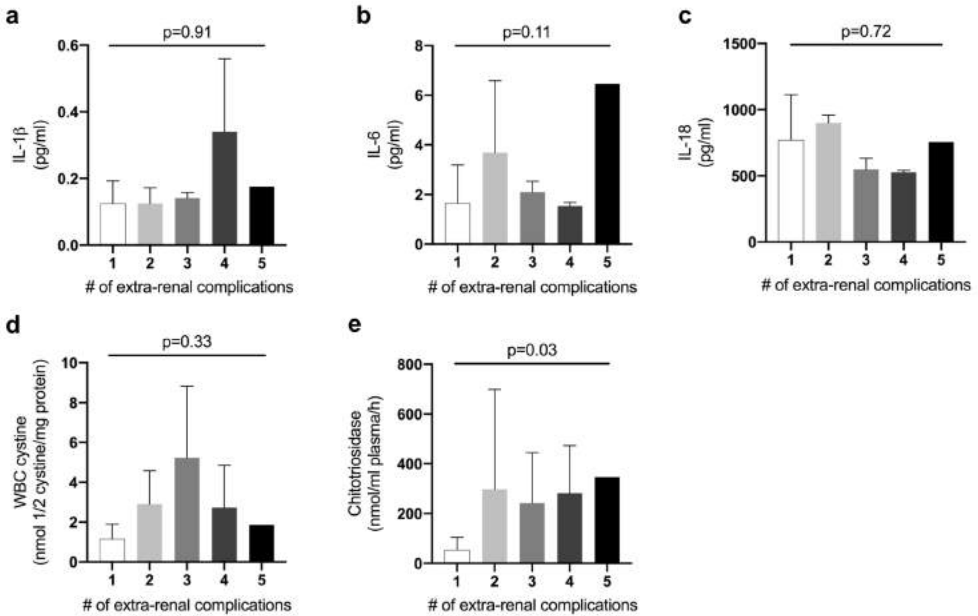 a
p=0.91
IL-1β
(pg/ml)
0.6
0.4
0.2
0.0
1 2 3 4 5
# of extra-renal complications
b
p=0.11
IL-6
(pg/ml)
8
6
4
2
0
1 2 3 4 5
# of extra-renal complications
c
p=0.72
IL-18
(pg/ml)
1500
1000
500
0
1 2 3 4 5
# of extra-renal complications
d
p=0.33
WBC cystine
(nmol 1/2 cystine/mg protein)
10
8
6
4
2
0
1 2 3 4 5
# of extra-renal complications
e
p=0.03
Chitotriosidase
(nmol/ml plasma/h)
800
600
400
200
0
1 2 3 4 5
# of extra-renal complications